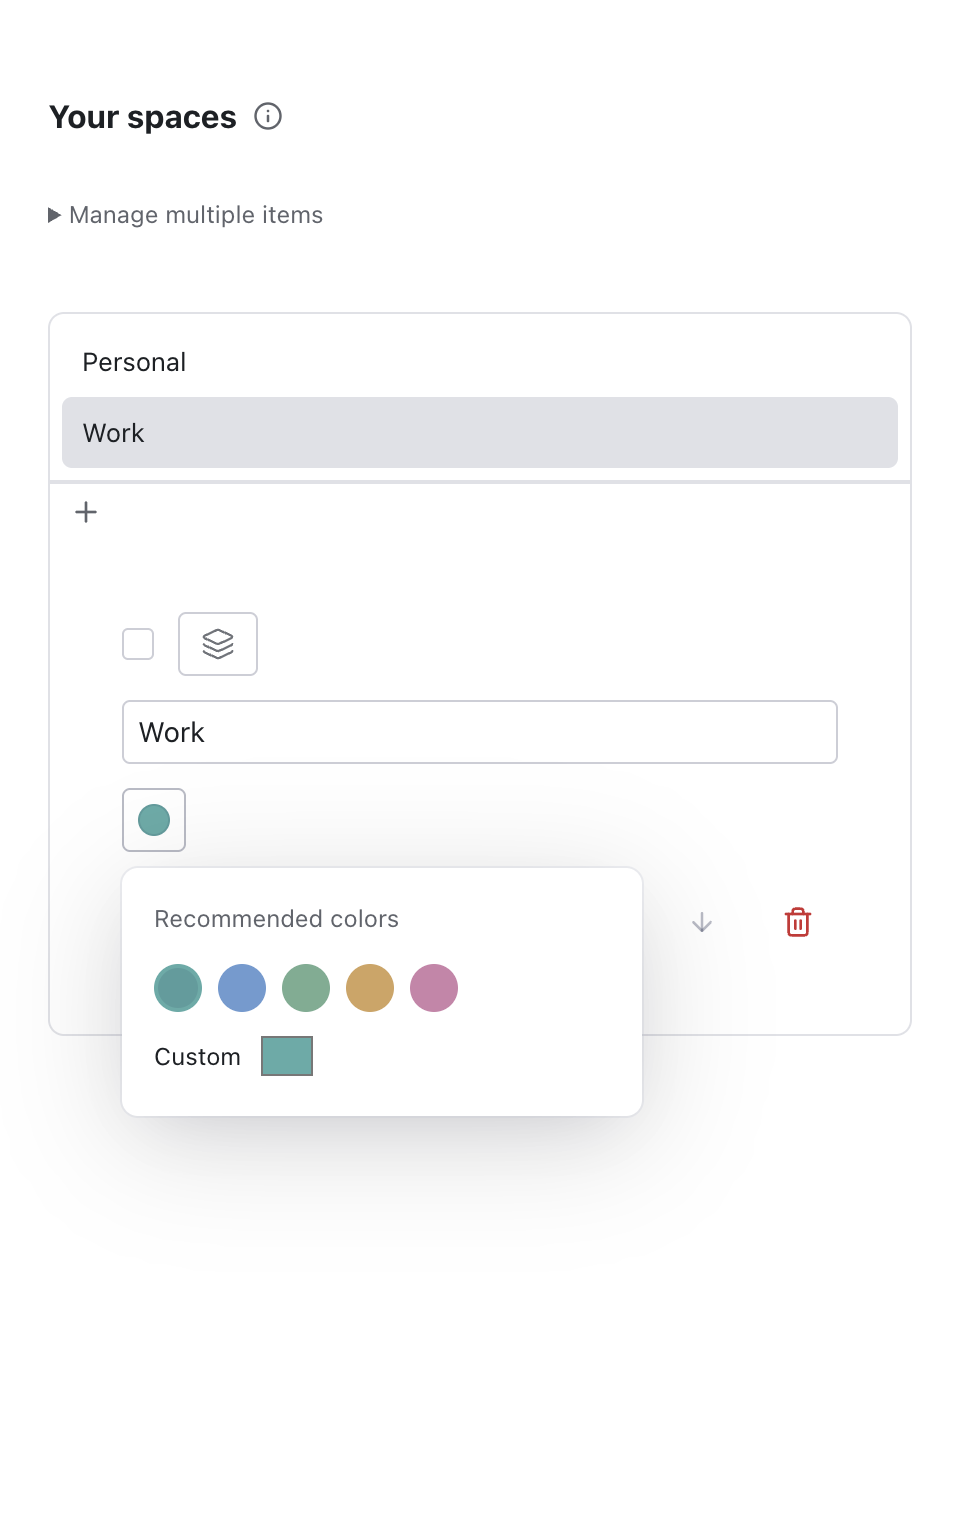 Your spaces
Manage multiple items
Personal
Work
Work
Recommended colors
Custom